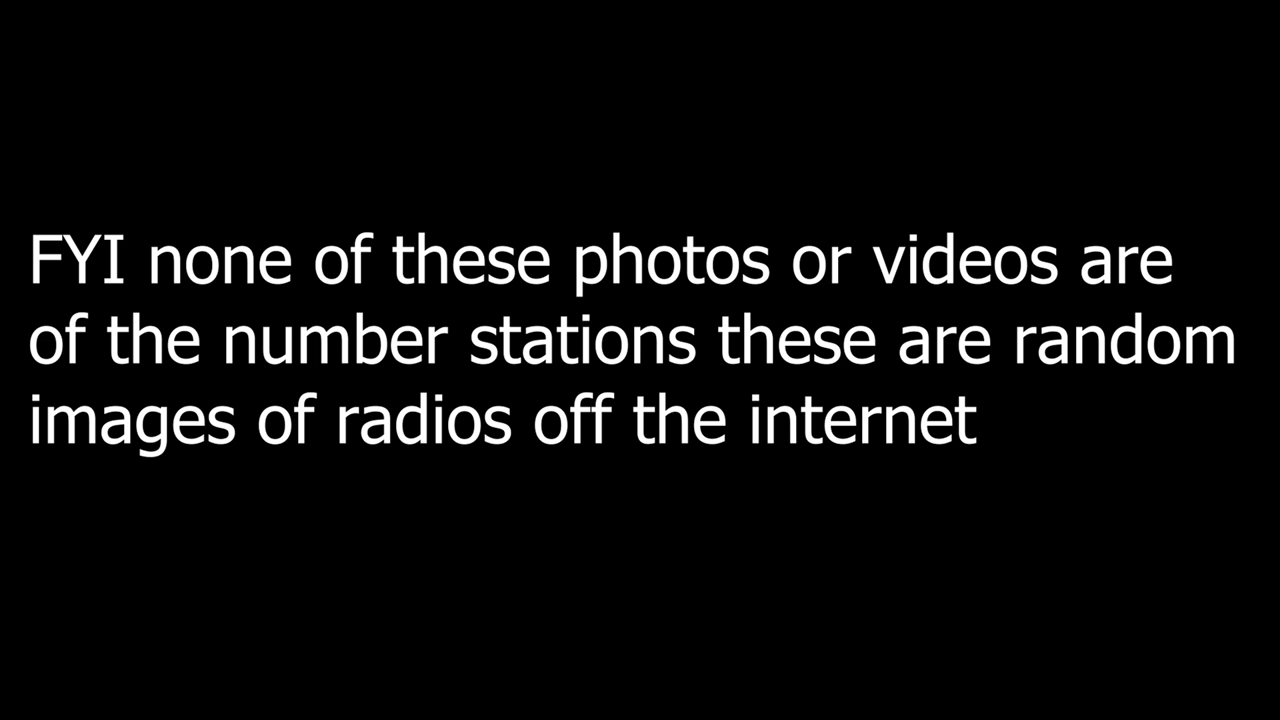 FYI none of these photos or videos are
of the number stations these are random
images of radios off the internet